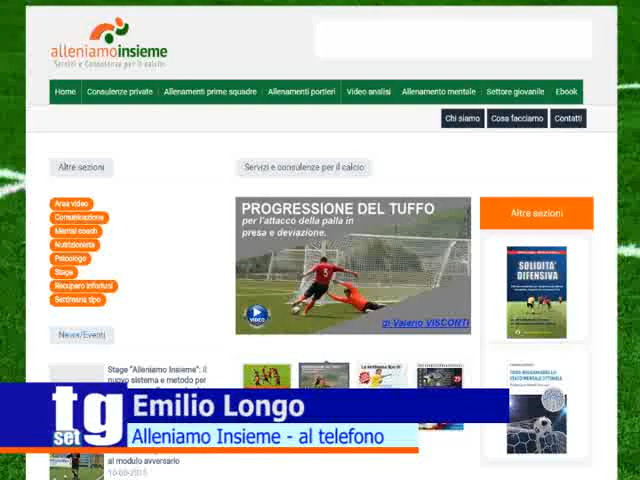 alleniamoinsieme
Servizi e Consulenze per il calcio
Home Consulenze private Allenamenti prime squadre Allenamenti portieri Video analisi Allenamento mentale Settore giovanile Ebook
Chi siamo Cosa facciamo Contatti
Altre sezioni
Servizi e consulenze per il calcio
Area video
Comunicazione
Mental coach
Nutrizionista
Psicologo
Stage
Recupero infortuni
Settimana tipo
News/Eventi
PROGRESSIONE DEL TUFFO
per l'attacco della palla in
presa e deviazione.
VIDEO
di Valerio VISCONTI
Altre sezioni
SOLIDITA'
DIFENSIVA
Stage "Alleniamo Insieme": il
nuovo sistema e metodo per
tg
set
Emilio Longo
Alleniamo Insieme - al telefono
al modulo avversario